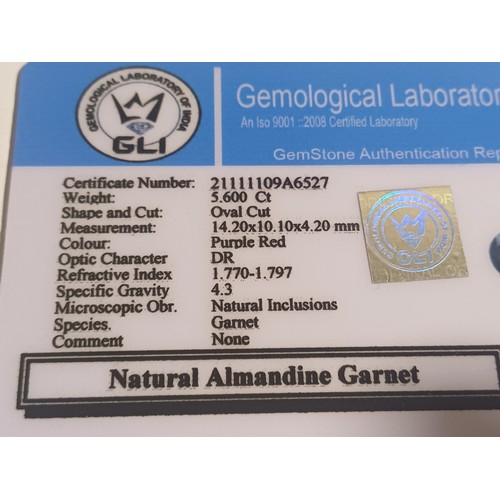 GEMOLOGICAL LABORATORY OF INDIA
GLI
Gemological Laborator
An Iso 9001 ::2008 Certified Laboratory
GemStone Authentication Rep
Certificate Number: 21111109A6527
Weight: 5.600 Ct
Shape and Cut: Oval Cut
Measurement: 14.20x10.10x4.20 mm
Colour: Purple Red
Optic Character DR
Refractive Index 1.770-1.797
Specific Gravity 4.3
Microscopic Obr. Natural Inclusions
Species. Garnet
Comment None
GLI
Natural Almandine Garnet